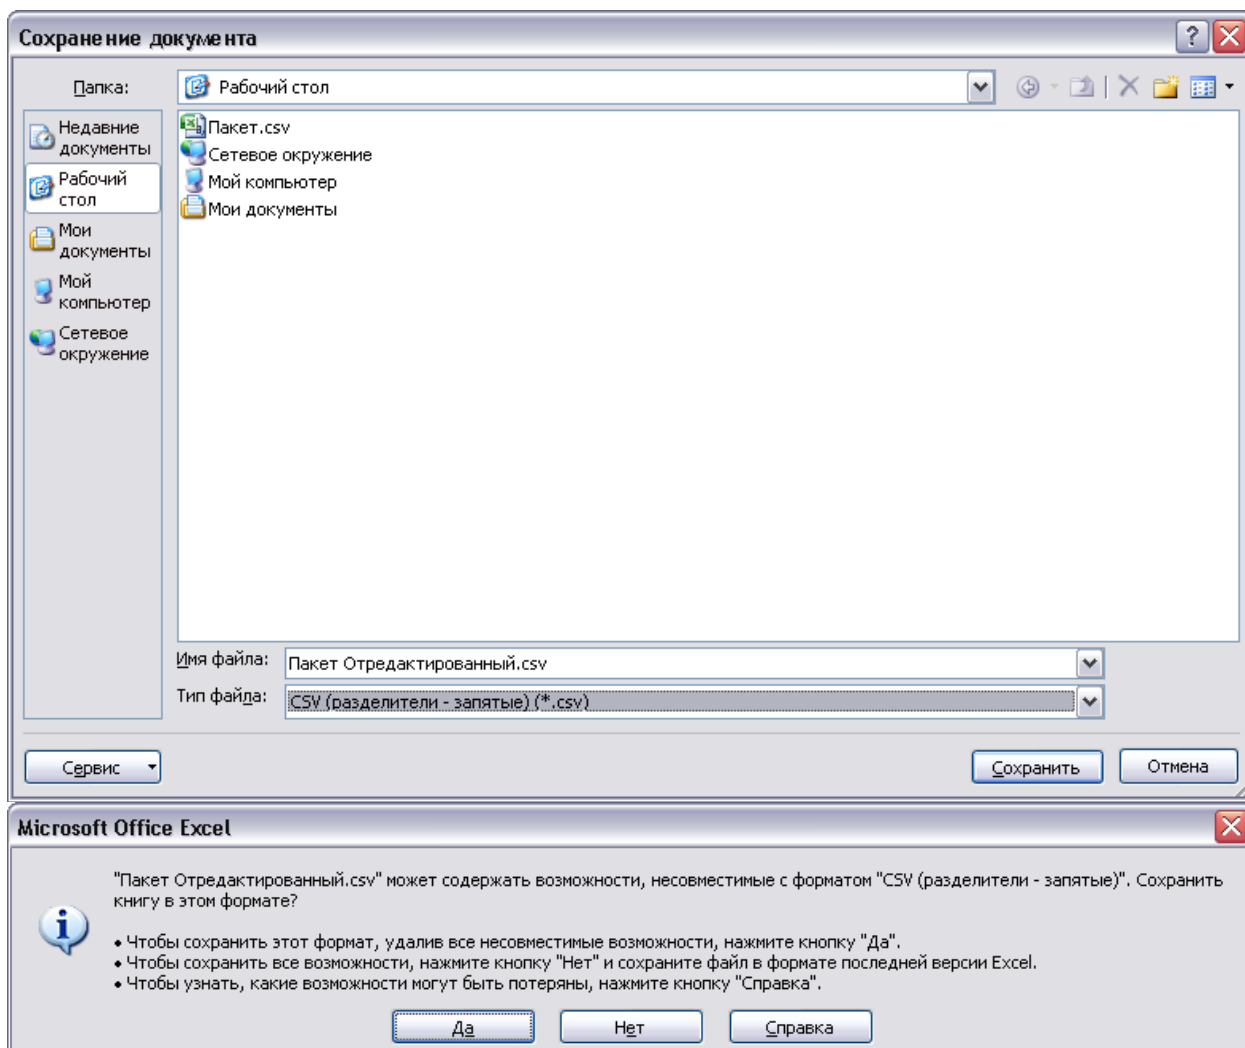 Сохранение документа
Папка:
Рабочий стол
Недавние
документы
Рабочий
стол
Мои
документы
Мой
компьютер
Сетевое
окружение
Пакет.csv
Сетевое окружение
Мой компьютер
Мои документы
Имя файла:
Пакет Отредактированный.csv
Тип файла:
CSV (разделители - запятые) (*.csv)
Сервис
Сохранить
Отмена
Microsoft Office Excel
"Пакет Отредактированный.csv" может содержать возможности, несовместимые с форматом "CSV (разделители - запятые)". Сохранить
книгу в этом формате?
• Чтобы сохранить этот формат, удалив все несовместимые возможности, нажмите кнопку "Да".
• Чтобы сохранить все возможности, нажмите кнопку "Нет" и сохраните файл в формате последней версии Excel.
• Чтобы узнать, какие возможности могут быть потеряны, нажмите кнопку "Справка".
Да
Нет
Справка